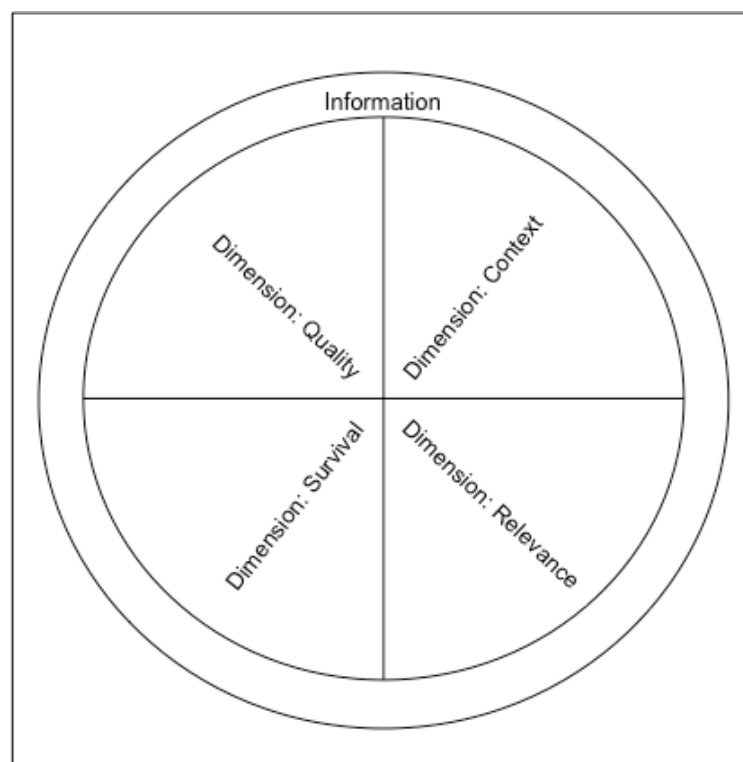 Information
Dimension: Quality
Dimension: Context
Dimension: Survival
Dimension: Relevance